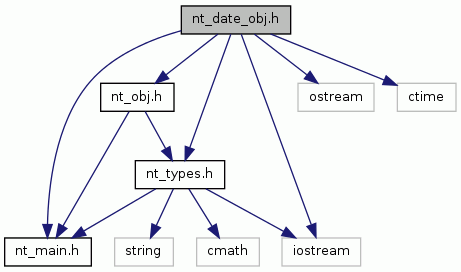 nt_date_obj.h
nt_obj.h
ostream
ctime
nt_types.h
nt_main.h
string
cmath
iostream